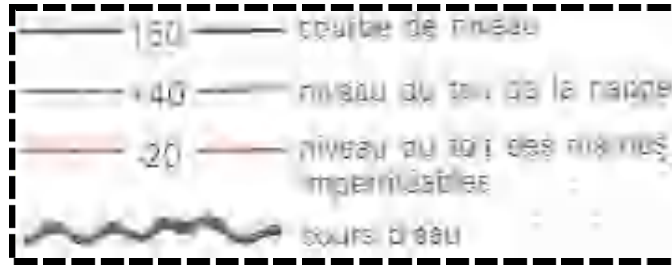 160 courbe de niveau
+40 niveau du toit de la nappe
-20 niveau du toit des marnes
imperméables
cours d'eau